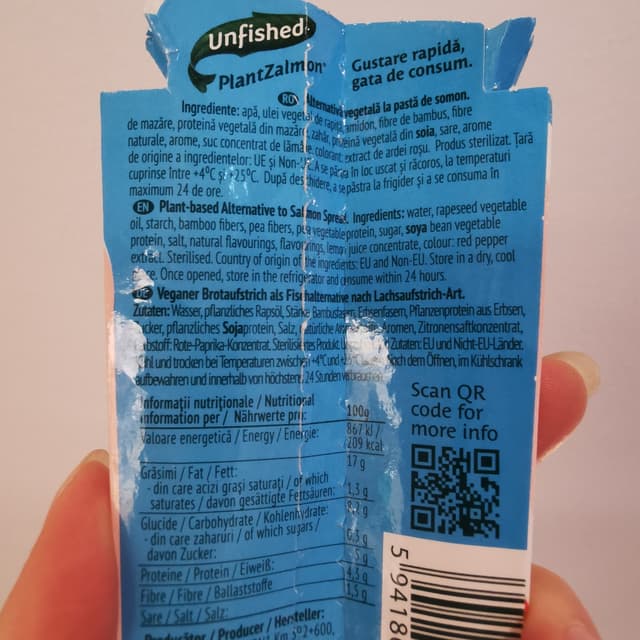 Unfished
PlantZalmon
Gustare rapidă,
gata de consum.
RO Alternativă vegetală la pastă de somon.
Ingrediente: apă, ulei vegetal de rapiță, amidon, fibre de bambus, fibre
de mazăre, proteină vegetală din mazăre, zahăr, proteină vegetală din soia, sare, arome
naturale, arome, suc concentrat de lămâie, colorant: extract de ardei roșu. Produs sterilizat. Țară
de origine a ingredientelor: UE și Non-UE. A se păstra în loc uscat și răcoros, la temperaturi
cuprinse între +4°C și +25°C. După deschidere, a se păstra la frigider și a se consuma în
maximum 24 de ore.
EN Plant-based Alternative to Salmon Spread. Ingredients: water, rapeseed vegetable
oil, starch, bamboo fibers, pea fibers, pea vegetable protein, sugar, soya bean vegetable
protein, salt, natural flavourings, flavorings, lemon juice concentrate, colour: red pepper
extract. Sterilised. Country of origin of the ingredients: EU and Non-EU. Store in a dry, cool
place. Once opened, store in the refrigerator and consume within 24 hours.
DE Veganer Brotaufstrich als Fischalternative nach Lachsaufstrich-Art.
Zutaten: Wasser, pflanzliches Rapsöl, Stärke, Bambusfasern, Erbsenfasern, Pflanzenprotein aus Erbsen,
Zucker, pflanzliches Sojaprotein, Salz, natürliche Aromen, Aromen, Zitronensaftkonzentrat,
Farbstoff: Rote-Paprika-Konzentrat. Sterilisiertes Produkt. Zutaten: EU und Nicht-EU-Länder.
Kühl und trocken bei Temperaturen zwischen +4°C und +25°C. Nach dem Öffnen, im Kühlschrank
aufbewahren und innerhalb von höchstens 24 Stunden verbrauchen.
Informații nutriționale / Nutritional
information per / Nährwerte pro: 100g
Valoare energetică / Energy / Energie: 867 kJ /
209 kcal
Grăsimi / Fat / Fett: 17 g
- din care acizi grași saturați / of which
saturates / davon gesättigte Fettsäuren: 1,3 g
Glucide / Carbohydrate / Kohlenhydrate:
- din care zaharuri / of which sugars /
davon Zucker:
Proteine / Protein / Eiweiß:
Fibre / Fibre / Ballaststoffe
Sare / Salt / Salz: 1,5 g
Producător / Producer / Hersteller:
Km 302+600,
Scan QR
code for
more info
5 9418